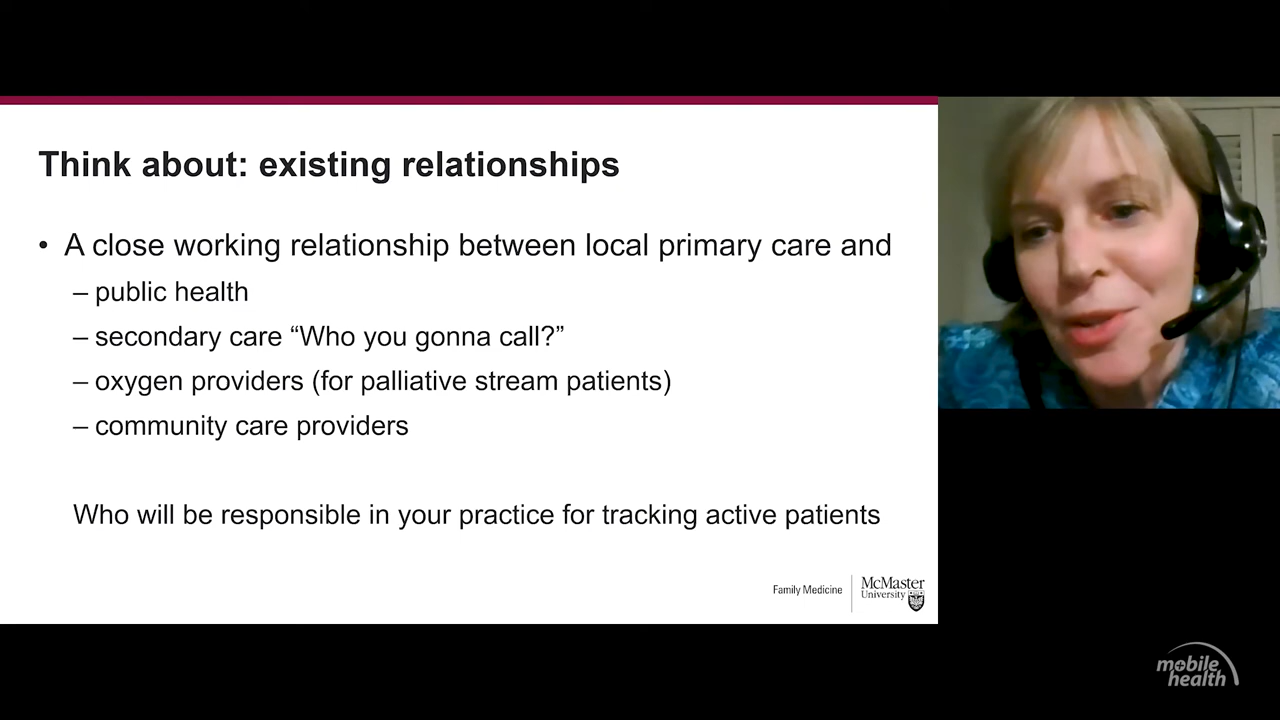 Think about: existing relationships
• A close working relationship between local primary care and
– public health
– secondary care “Who you gonna call?”
– oxygen providers (for palliative stream patients)
– community care providers
Who will be responsible in your practice for tracking active patients
Family Medicine
McMaster
University
mobile
health